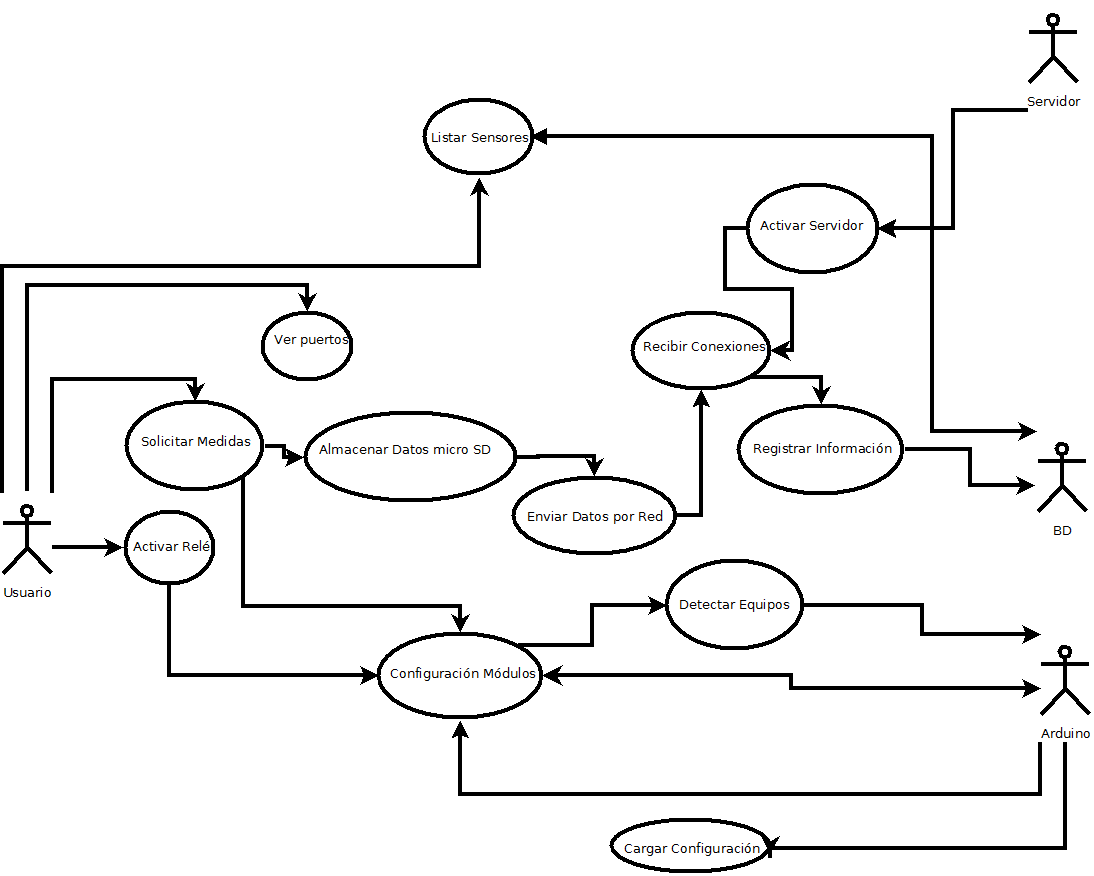 Servidor
Listar Sensores
Activar Servidor
Ver puertos
Recibir Conexiones
Solicitar Medidas
Almacenar Datos micro SD
Registrar Información
Enviar Datos por Red
BD
Activar Relé
Usuario
Detectar Equipos
Configuración Módulos
Arduino
Cargar Configuración